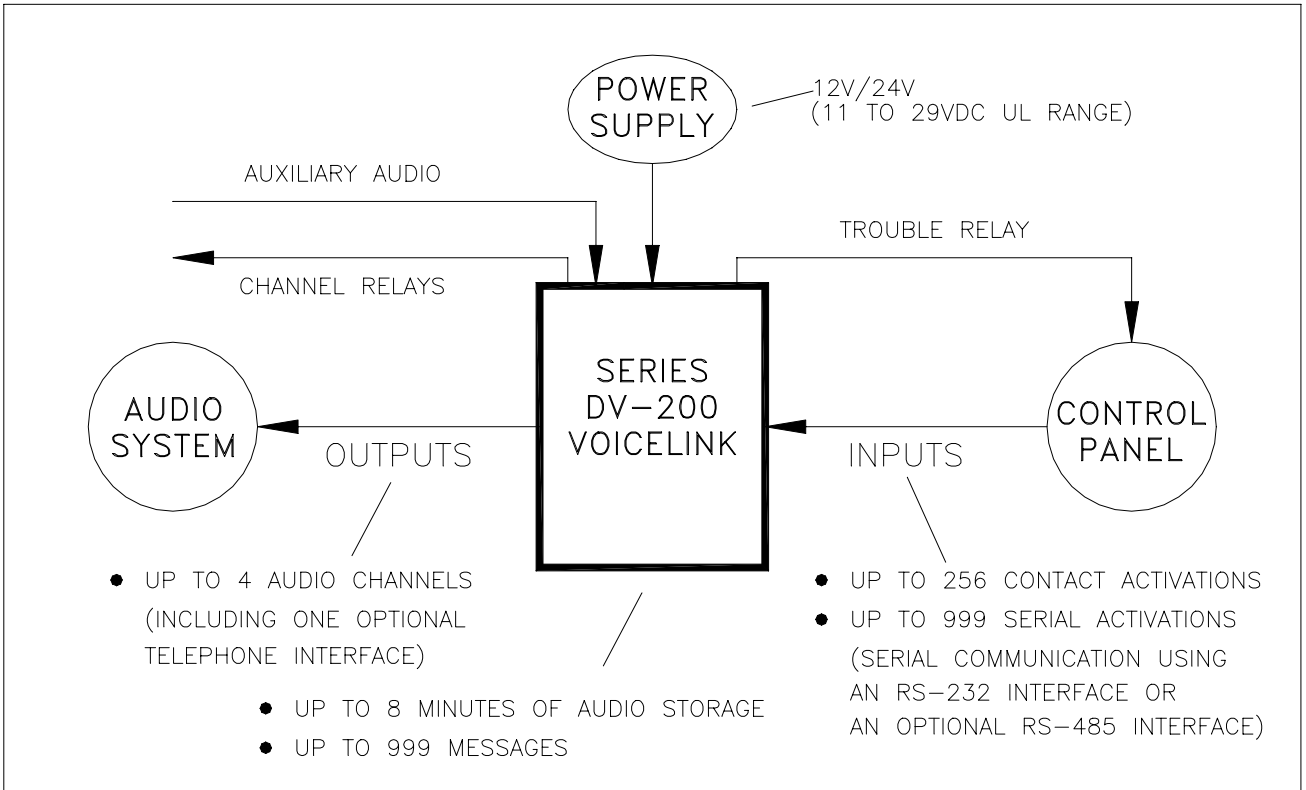 POWER
SUPPLY
12V/24V
(11 TO 29VDC UL RANGE)
AUXILIARY AUDIO
TROUBLE RELAY
CHANNEL RELAYS
SERIES
DV-200
VOICELINK
AUDIO
SYSTEM
OUTPUTS
INPUTS
CONTROL
PANEL
● UP TO 4 AUDIO CHANNELS
(INCLUDING ONE OPTIONAL
TELEPHONE INTERFACE)
● UP TO 8 MINUTES OF AUDIO STORAGE
● UP TO 999 MESSAGES
● UP TO 256 CONTACT ACTIVATIONS
● UP TO 999 SERIAL ACTIVATIONS
(SERIAL COMMUNICATION USING
AN RS-232 INTERFACE OR
AN OPTIONAL RS-485 INTERFACE)